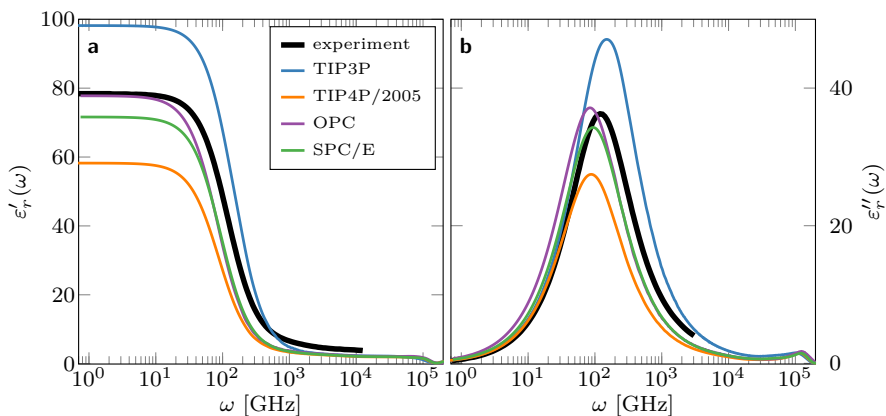 a
experiment
TIP3P
TIP4P/2005
OPC
SPC/E
100
80
60
40
20
0
ε′ᵣ(ω)
10⁰ 10¹ 10² 10³ 10⁴ 10⁵
ω [GHz]
b
40
20
0
ε″ᵣ(ω)
10⁰ 10¹ 10² 10³ 10⁴ 10⁵
ω [GHz]